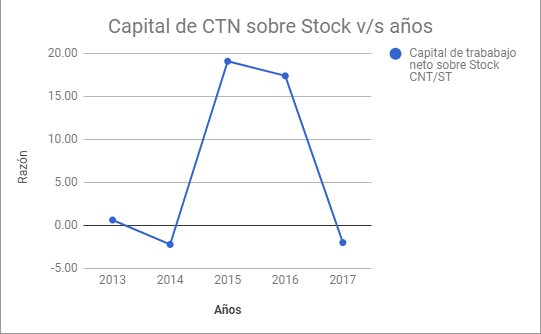 Capital de CTN sobre Stock v/s años
20.00
15.00
10.00
5.00
0.00
-5.00
Razón
2013 2014 2015 2016 2017
Años
Capital de trababajo
neto sobre Stock
CNT/ST